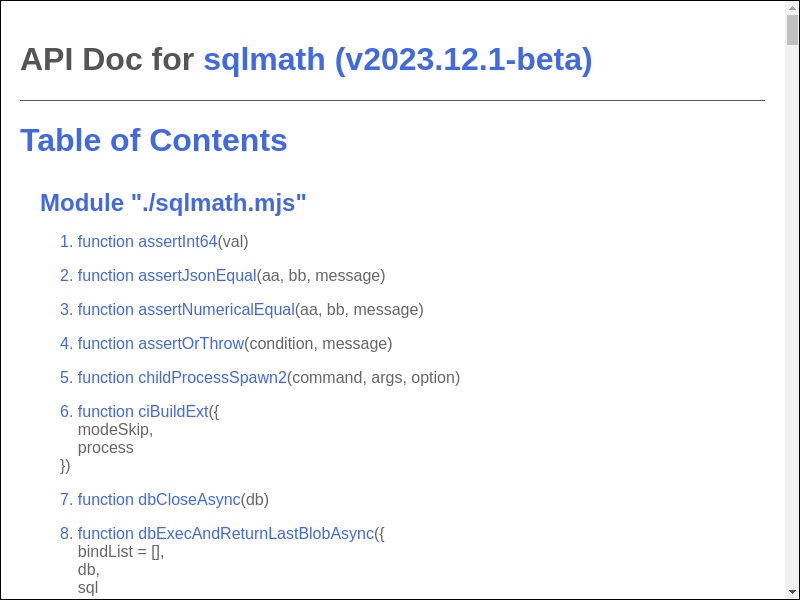 API Doc for sqlmath (v2023.12.1-beta)
Table of Contents
Module "./sqlmath.mjs"
1. function assertInt64(val)
2. function assertJsonEqual(aa, bb, message)
3. function assertNumericalEqual(aa, bb, message)
4. function assertOrThrow(condition, message)
5. function childProcessSpawn2(command, args, option)
6. function ciBuildExt({
modeSkip,
process
})
7. function dbCloseAsync(db)
8. function dbExecAndReturnLastBlobAsync({
bindList = [],
db,
sql